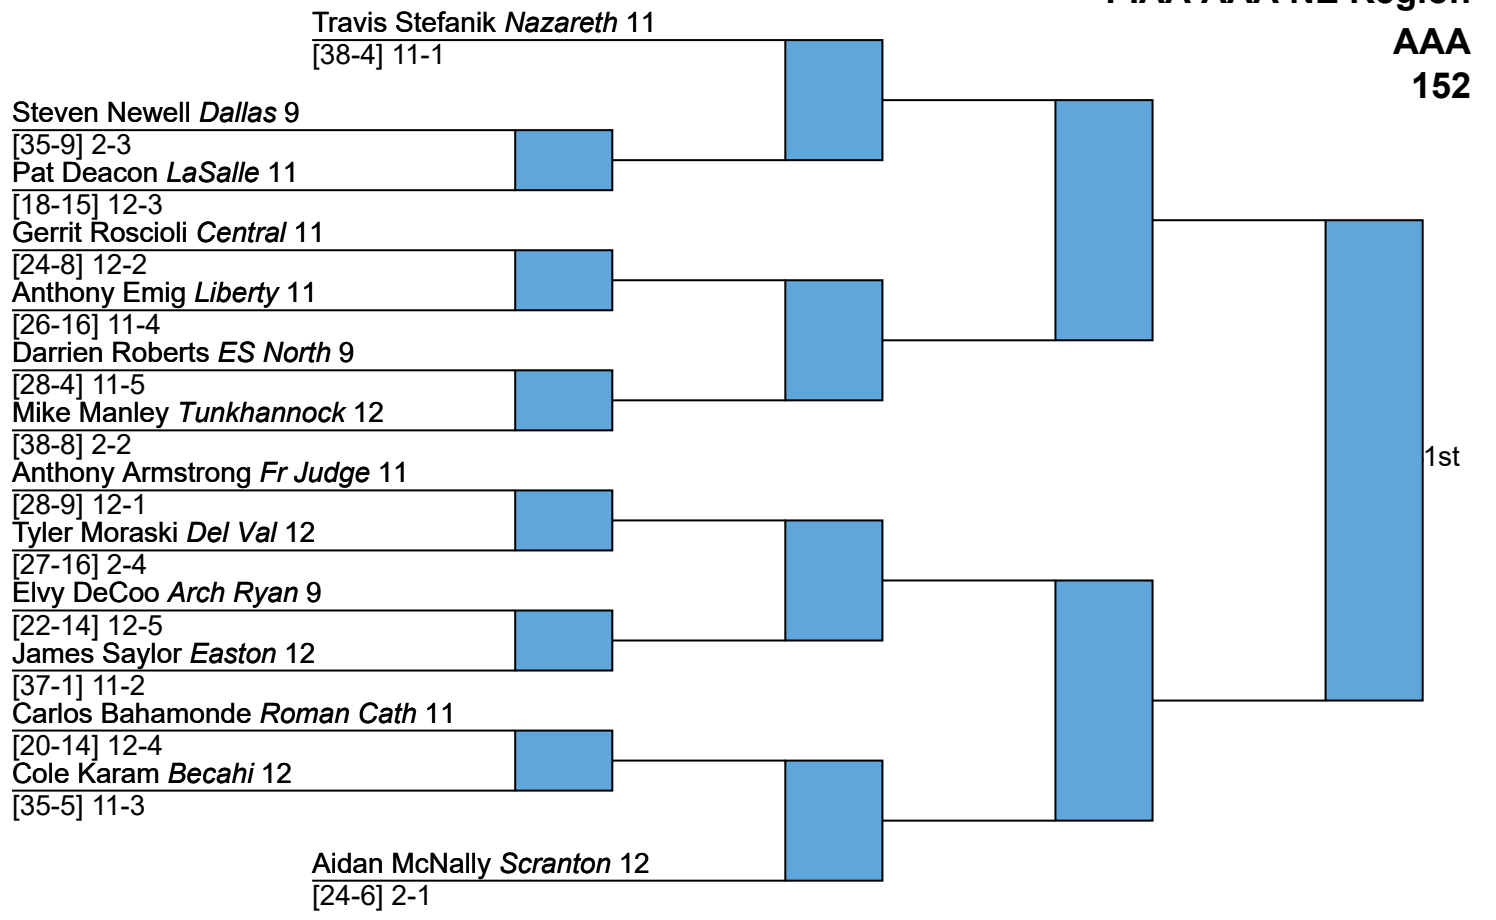 PIAA AAA NE Region
AAA
152
Travis Stefanik Nazareth 11
[38-4] 11-1
Steven Newell Dallas 9
[35-9] 2-3
Pat Deacon LaSalle 11
[18-15] 12-3
Gerrit Roscioli Central 11
[24-8] 12-2
Anthony Emig Liberty 11
[26-16] 11-4
Darrien Roberts ES North 9
[28-4] 11-5
Mike Manley Tunkhannock 12
[38-8] 2-2
Anthony Armstrong Fr Judge 11
[28-9] 12-1
Tyler Moraski Del Val 12
[27-16] 2-4
Elvy DeCoo Arch Ryan 9
[22-14] 12-5
James Saylor Easton 12
[37-1] 11-2
Carlos Bahamonde Roman Cath 11
[20-14] 12-4
Cole Karam Becahi 12
[35-5] 11-3
Aidan McNally Scranton 12
[24-6] 2-1
1st